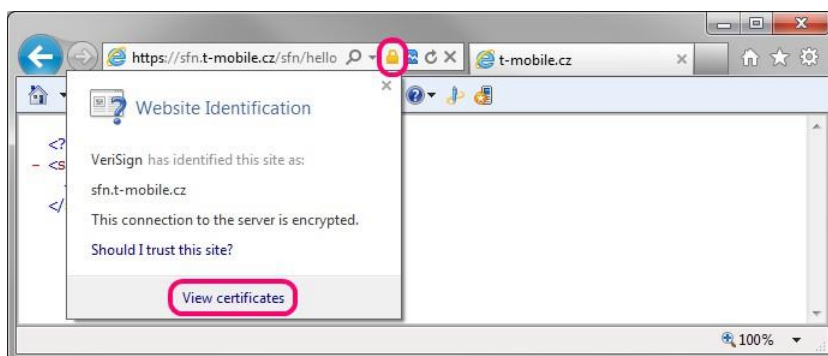 https://sfn.t-mobile.cz/sfn/hello
t-mobile.cz
Website Identification
<?
- <s
VeriSign has identified this site as:
sfn.t-mobile.cz
</
This connection to the server is encrypted.
Should I trust this site?
View certificates
100%